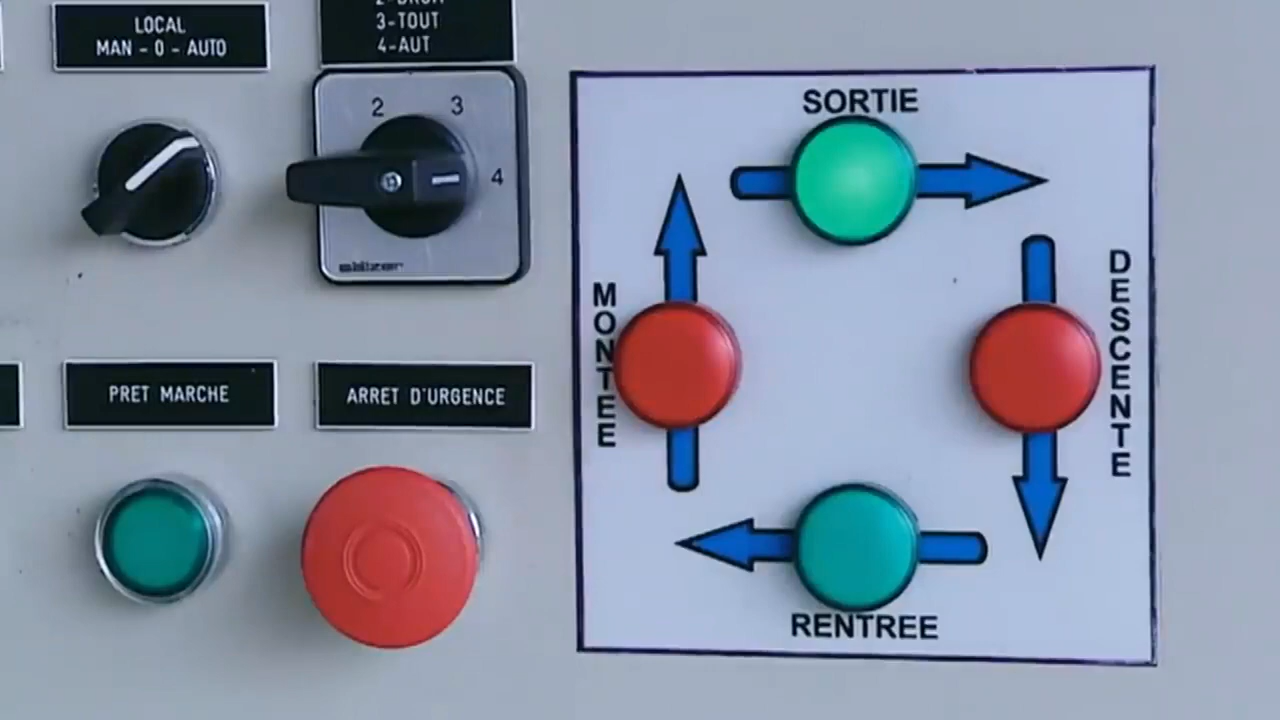 LOCAL
MAN - 0 - AUTO
3-TOUT
4-AUT
2
3
4
SORTIE
MONTEE
DESCENTE
RENTREE
PRET MARCHE
ARRET D'URGENCE